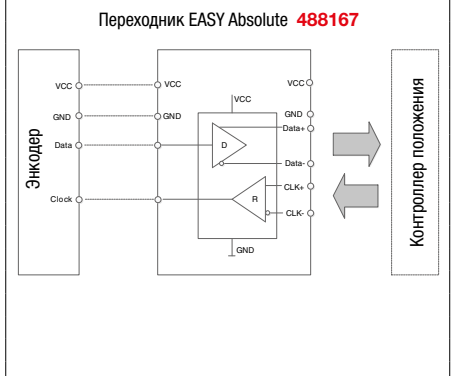 Переходник EASY Absolute 488167
Энкодер
VCC
GND
Data
Clock
VCC
GND
VCC
D
R
GND
VCC
GND
Data+
Data-
CLK+
CLK-
Контроллер положения